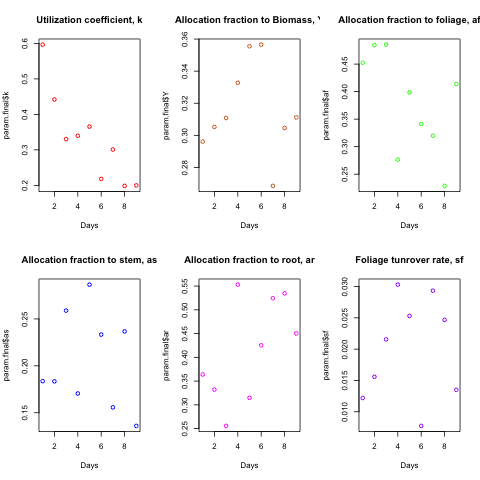 Utilization coefficient, k
param.final$k
0.2 0.3 0.4 0.5 0.6
2 4 6 8
Days
Allocation fraction to Biomass, Y
param.final$Y
0.28 0.30 0.32 0.34 0.36
2 4 6 8
Days
Allocation fraction to foliage, af
param.final$af
0.25 0.30 0.35 0.40 0.45
2 4 6 8
Days
Allocation fraction to stem, as
param.final$as
0.15 0.20 0.25
2 4 6 8
Days
Allocation fraction to root, ar
param.final$ar
0.25 0.30 0.35 0.40 0.45 0.50 0.55
2 4 6 8
Days
Foliage tunrover rate, sf
param.final$sf
0.010 0.015 0.020 0.025 0.030
2 4 6 8
Days